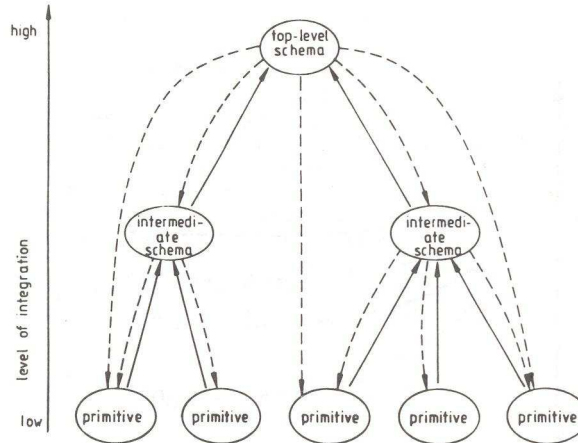 high
top-level
schema
intermedi-
ate schema
intermedi-
ate schema
level of integration
low
primitive
primitive
primitive
primitive
primitive